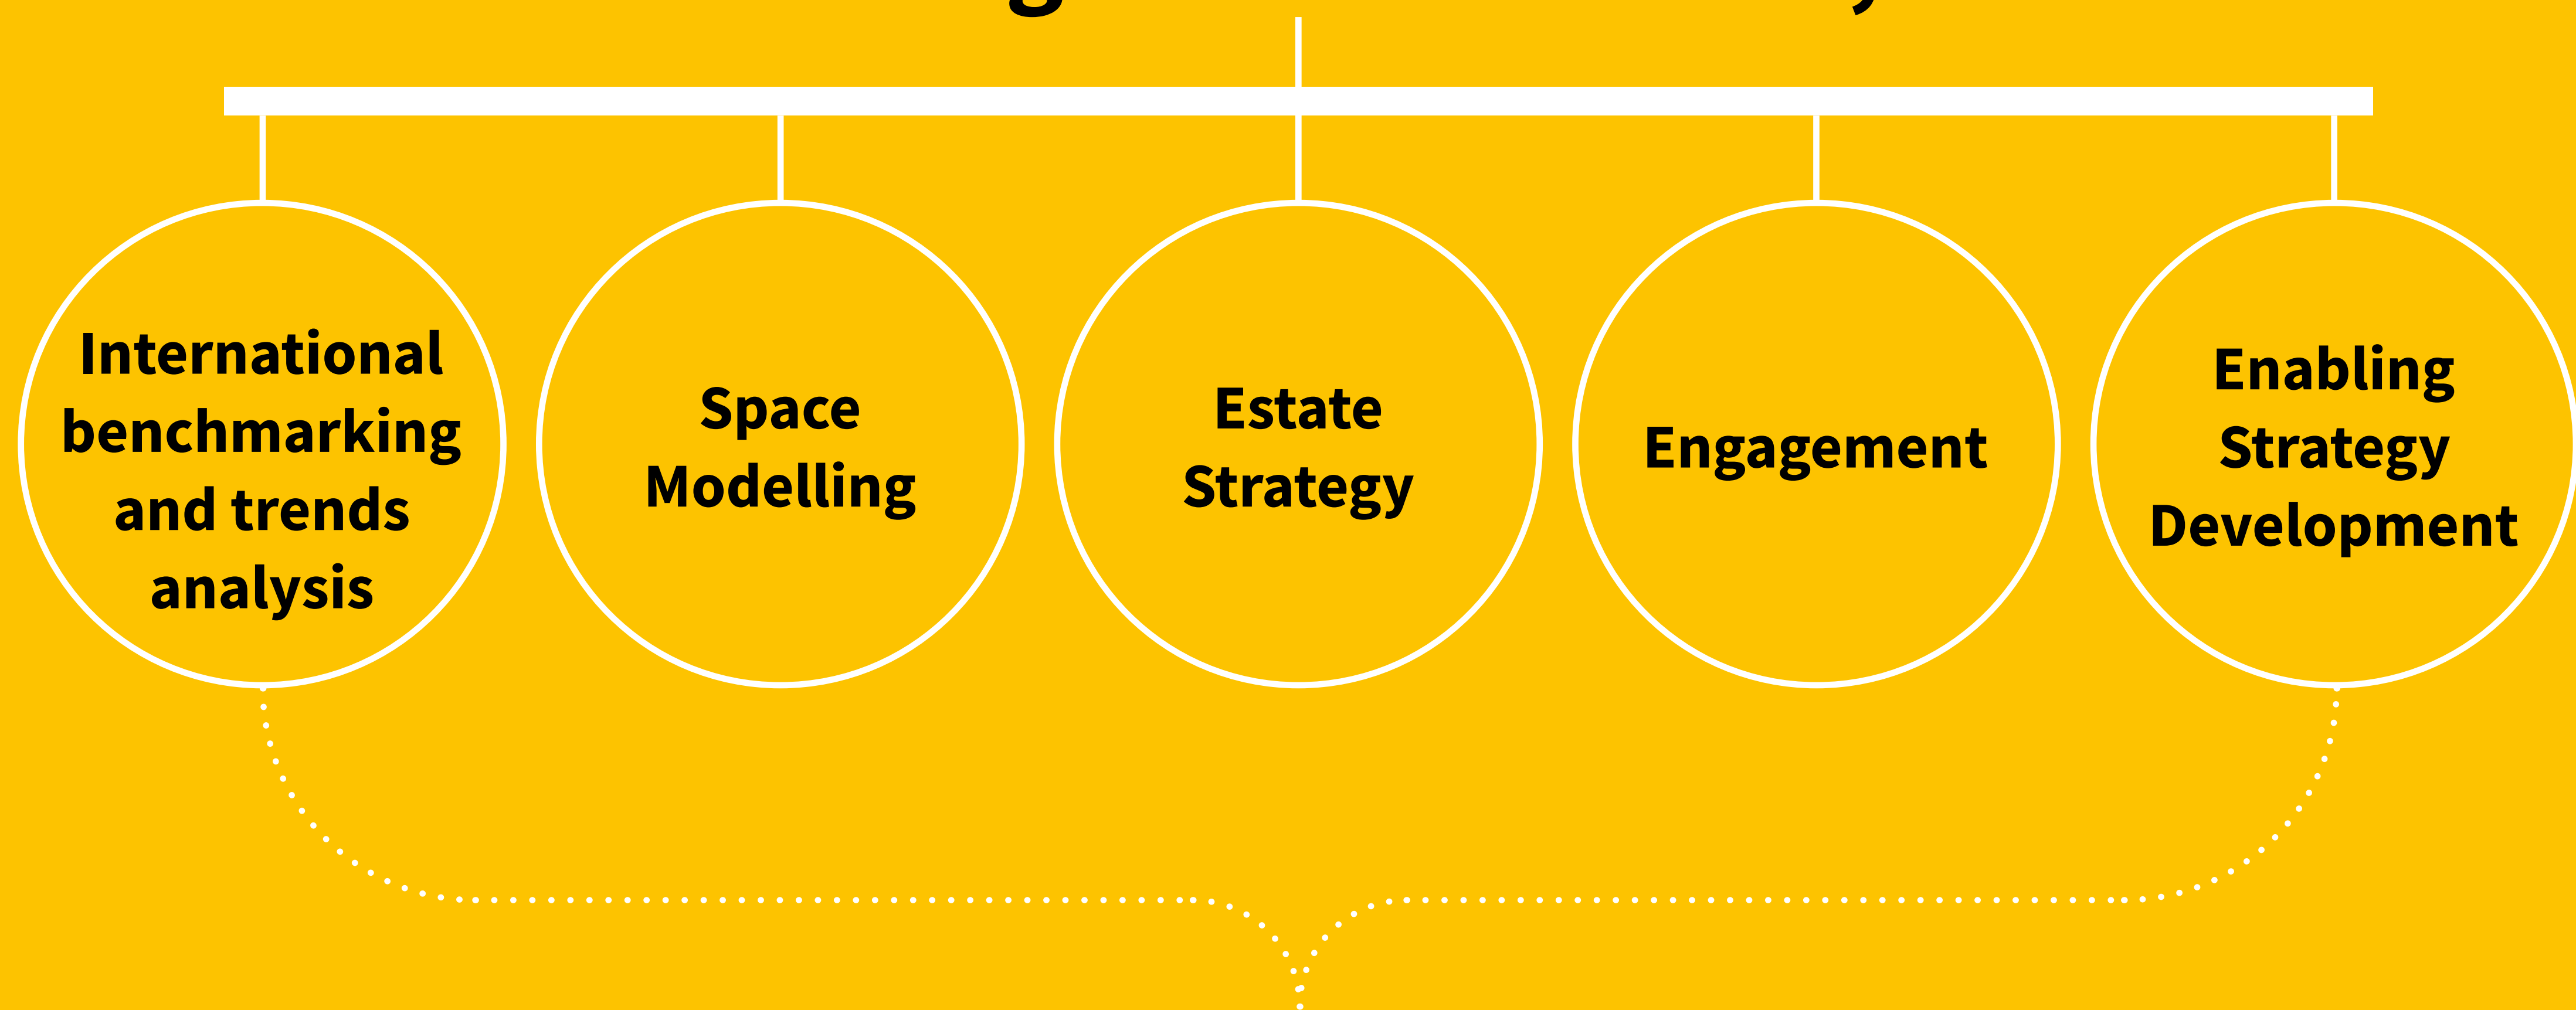 International
benchmarking
and trends
analysis
Space
Modelling
Estate
Strategy
Engagement
Enabling
Strategy
Development